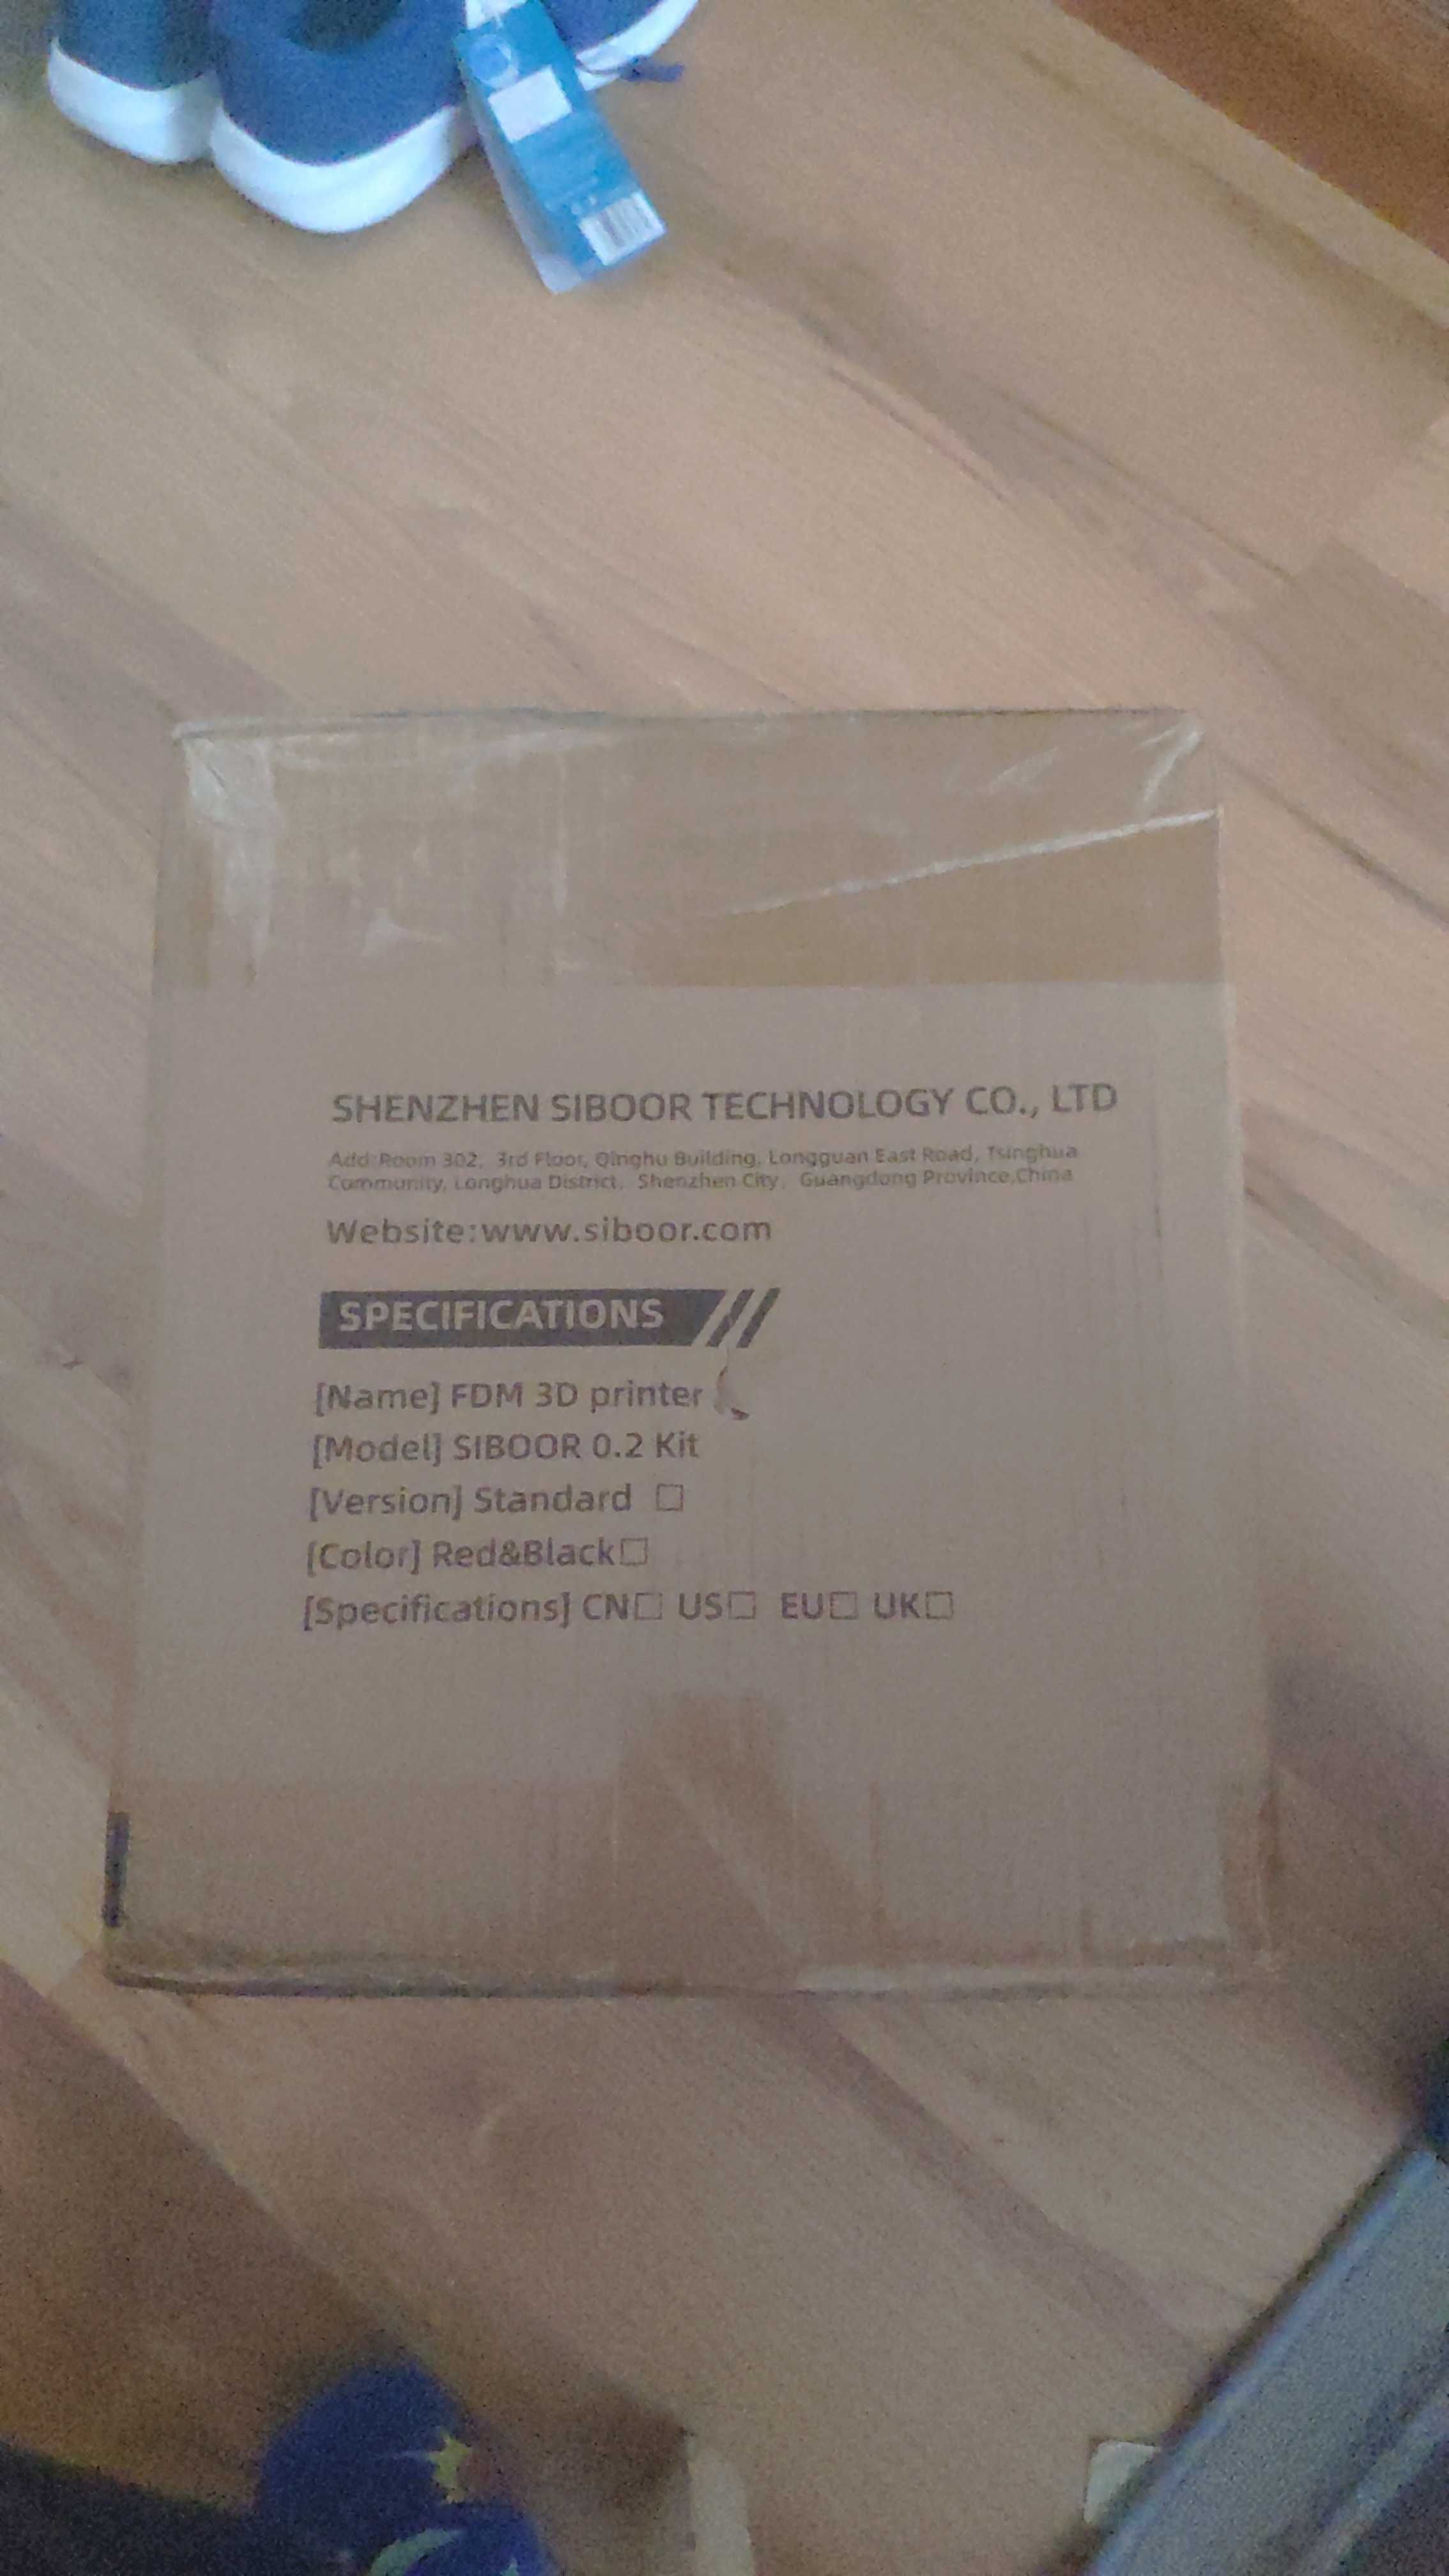 SHENZHEN SIBOOR TECHNOLOGY CO., LTD
Add:Room 302, 3rd Floor, Qinghu Building, Longguan East Road, Tsinghua
Community, Longhua District, Shenzhen City, Guangdong Province,China
Website:www.siboor.com
SPECIFICATIONS
[Name] FDM 3D printer
[Model] SIBOOR 0.2 Kit
[Version] Standard □
[Color] Red&Black□
[Specifications] CN□ US□ EU□ UK□